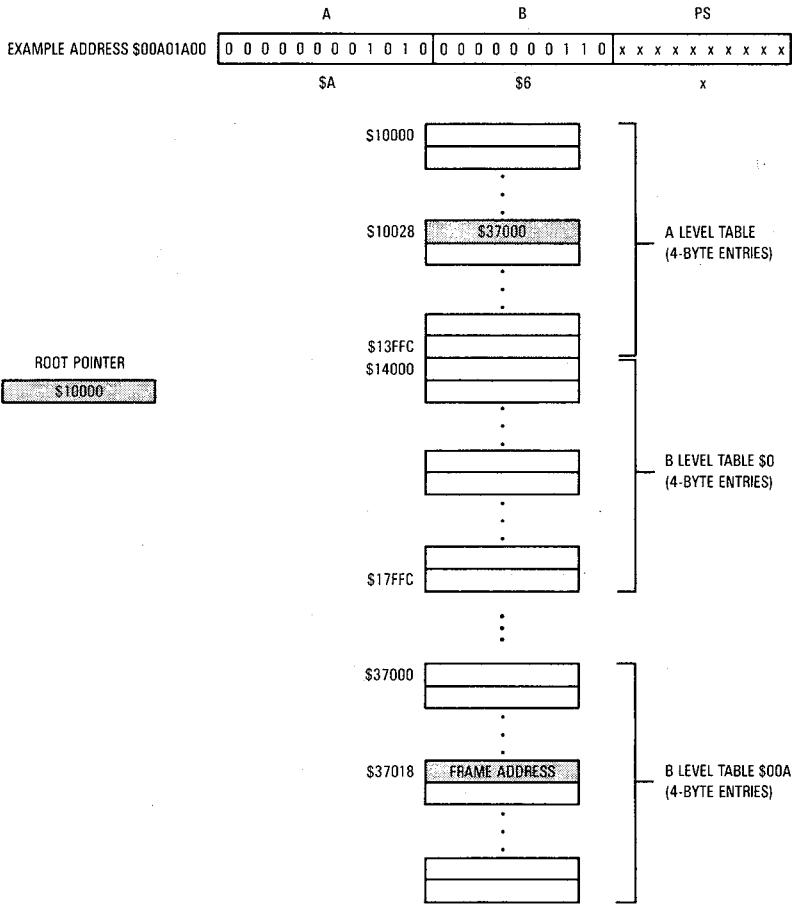 A B PS
EXAMPLE ADDRESS $00A01A00 0 0 0 0 0 0 0 0 1 0 1 0 0 0 0 0 0 0 0 1 1 0 x x x x x x x x x x
$A $6 x
$10000
$10028 $37000
A LEVEL TABLE
(4-BYTE ENTRIES)
$13FFC
ROOT POINTER
$10000
$14000
B LEVEL TABLE $0
(4-BYTE ENTRIES)
$17FFC
$37000
$37018 FRAME ADDRESS
B LEVEL TABLE $00A
(4-BYTE ENTRIES)